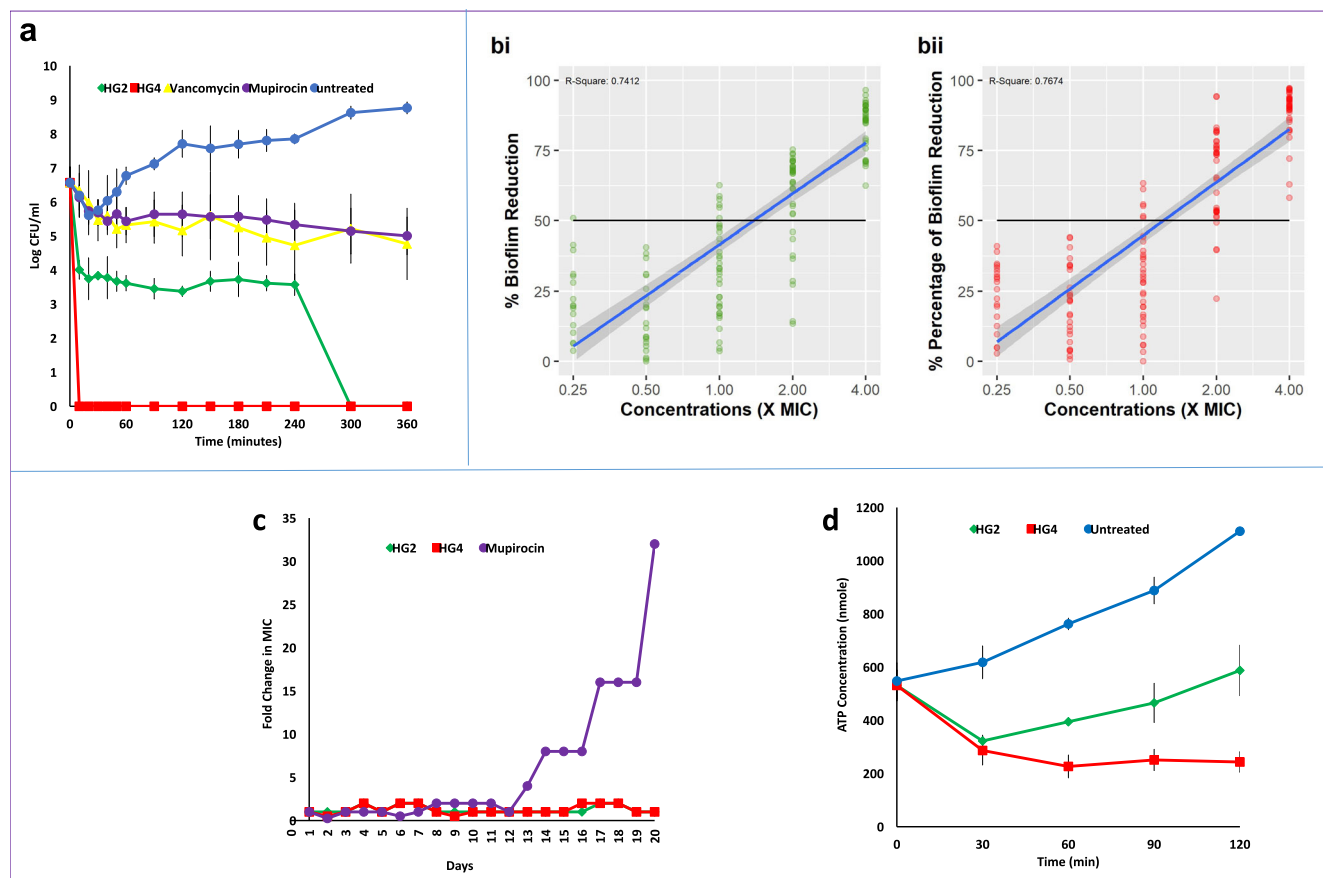 a
10
9
8
7
6
5
4
3
2
1
0
Log CFU/ml
HG2 HG4 Vancomycin Mupirocin untreated
0 60 120 180 240 300 360
Time (minutes)
bi
R-Square: 0.7412
100
75
50
25
0
% Biofilm Reduction
0.25 0.50 1.00 2.00 4.00
Concentrations (X MIC)
bii
R-Square: 0.7674
100
75
50
25
0
% Percentage of Biofilm Reduction
0.25 0.50 1.00 2.00 4.00
Concentrations (X MIC)
c
35
30
25
20
15
10
5
0
Fold Change in MIC
HG2 HG4 Mupirocin
0 1 2 3 4 5 6 7 8 9 10 11 12 13 14 15 16 17 18 19 20
Days
d
1200
1000
800
600
400
200
0
ATP Concentration (nmole)
HG2 HG4 Untreated
0 30 60 90 120
Time (min)